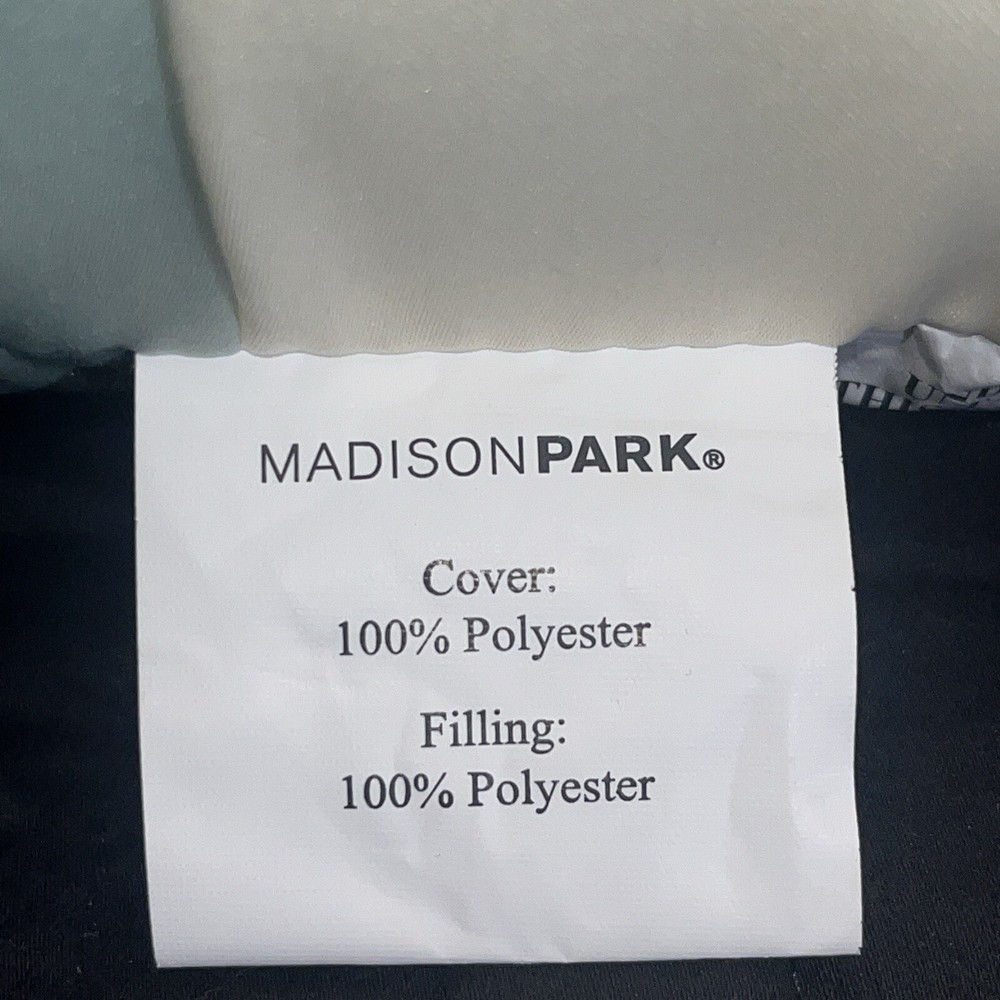 MADISONPARK®
Cover:
100% Polyester
Filling:
100% Polyester